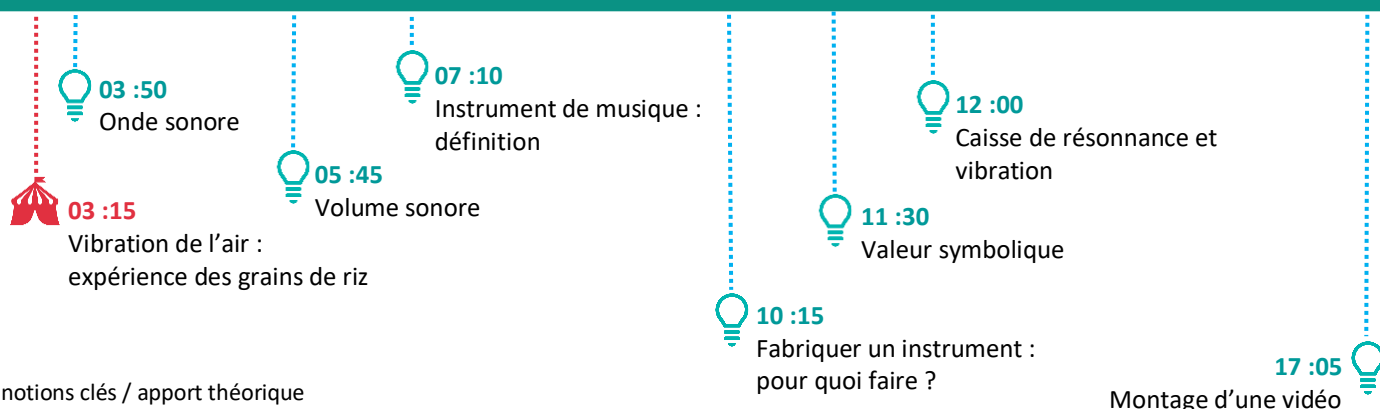 03 :50
Onde sonore
07 :10
Instrument de musique :
définition
12 :00
Caisse de résonnance et
vibration
05 :45
Volume sonore
03 :15
Vibration de l'air :
expérience des grains de riz
11 :30
Valeur symbolique
10 :15
Fabriquer un instrument :
pour quoi faire ?
17 :05
Montage d'une vidéo
notions clés / apport théorique